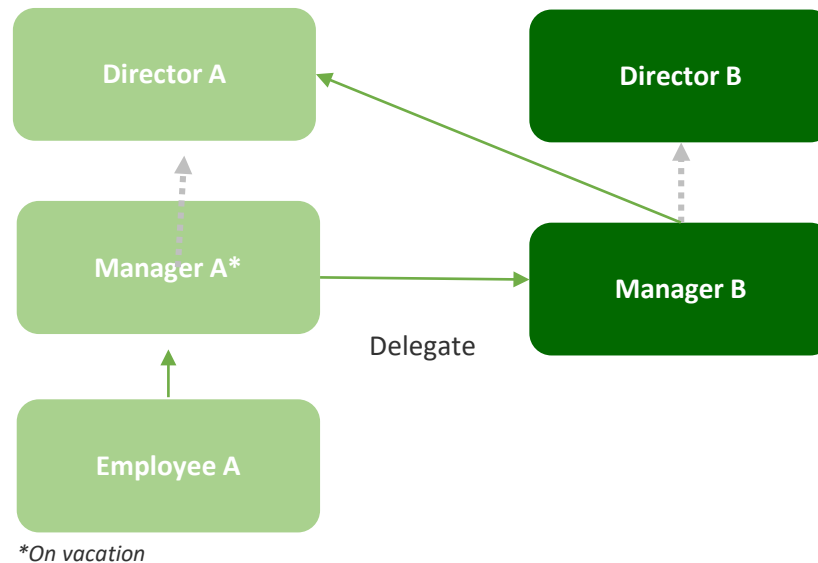 Director A
Director B
Manager A*
Manager B
Delegate
Employee A
*On vacation